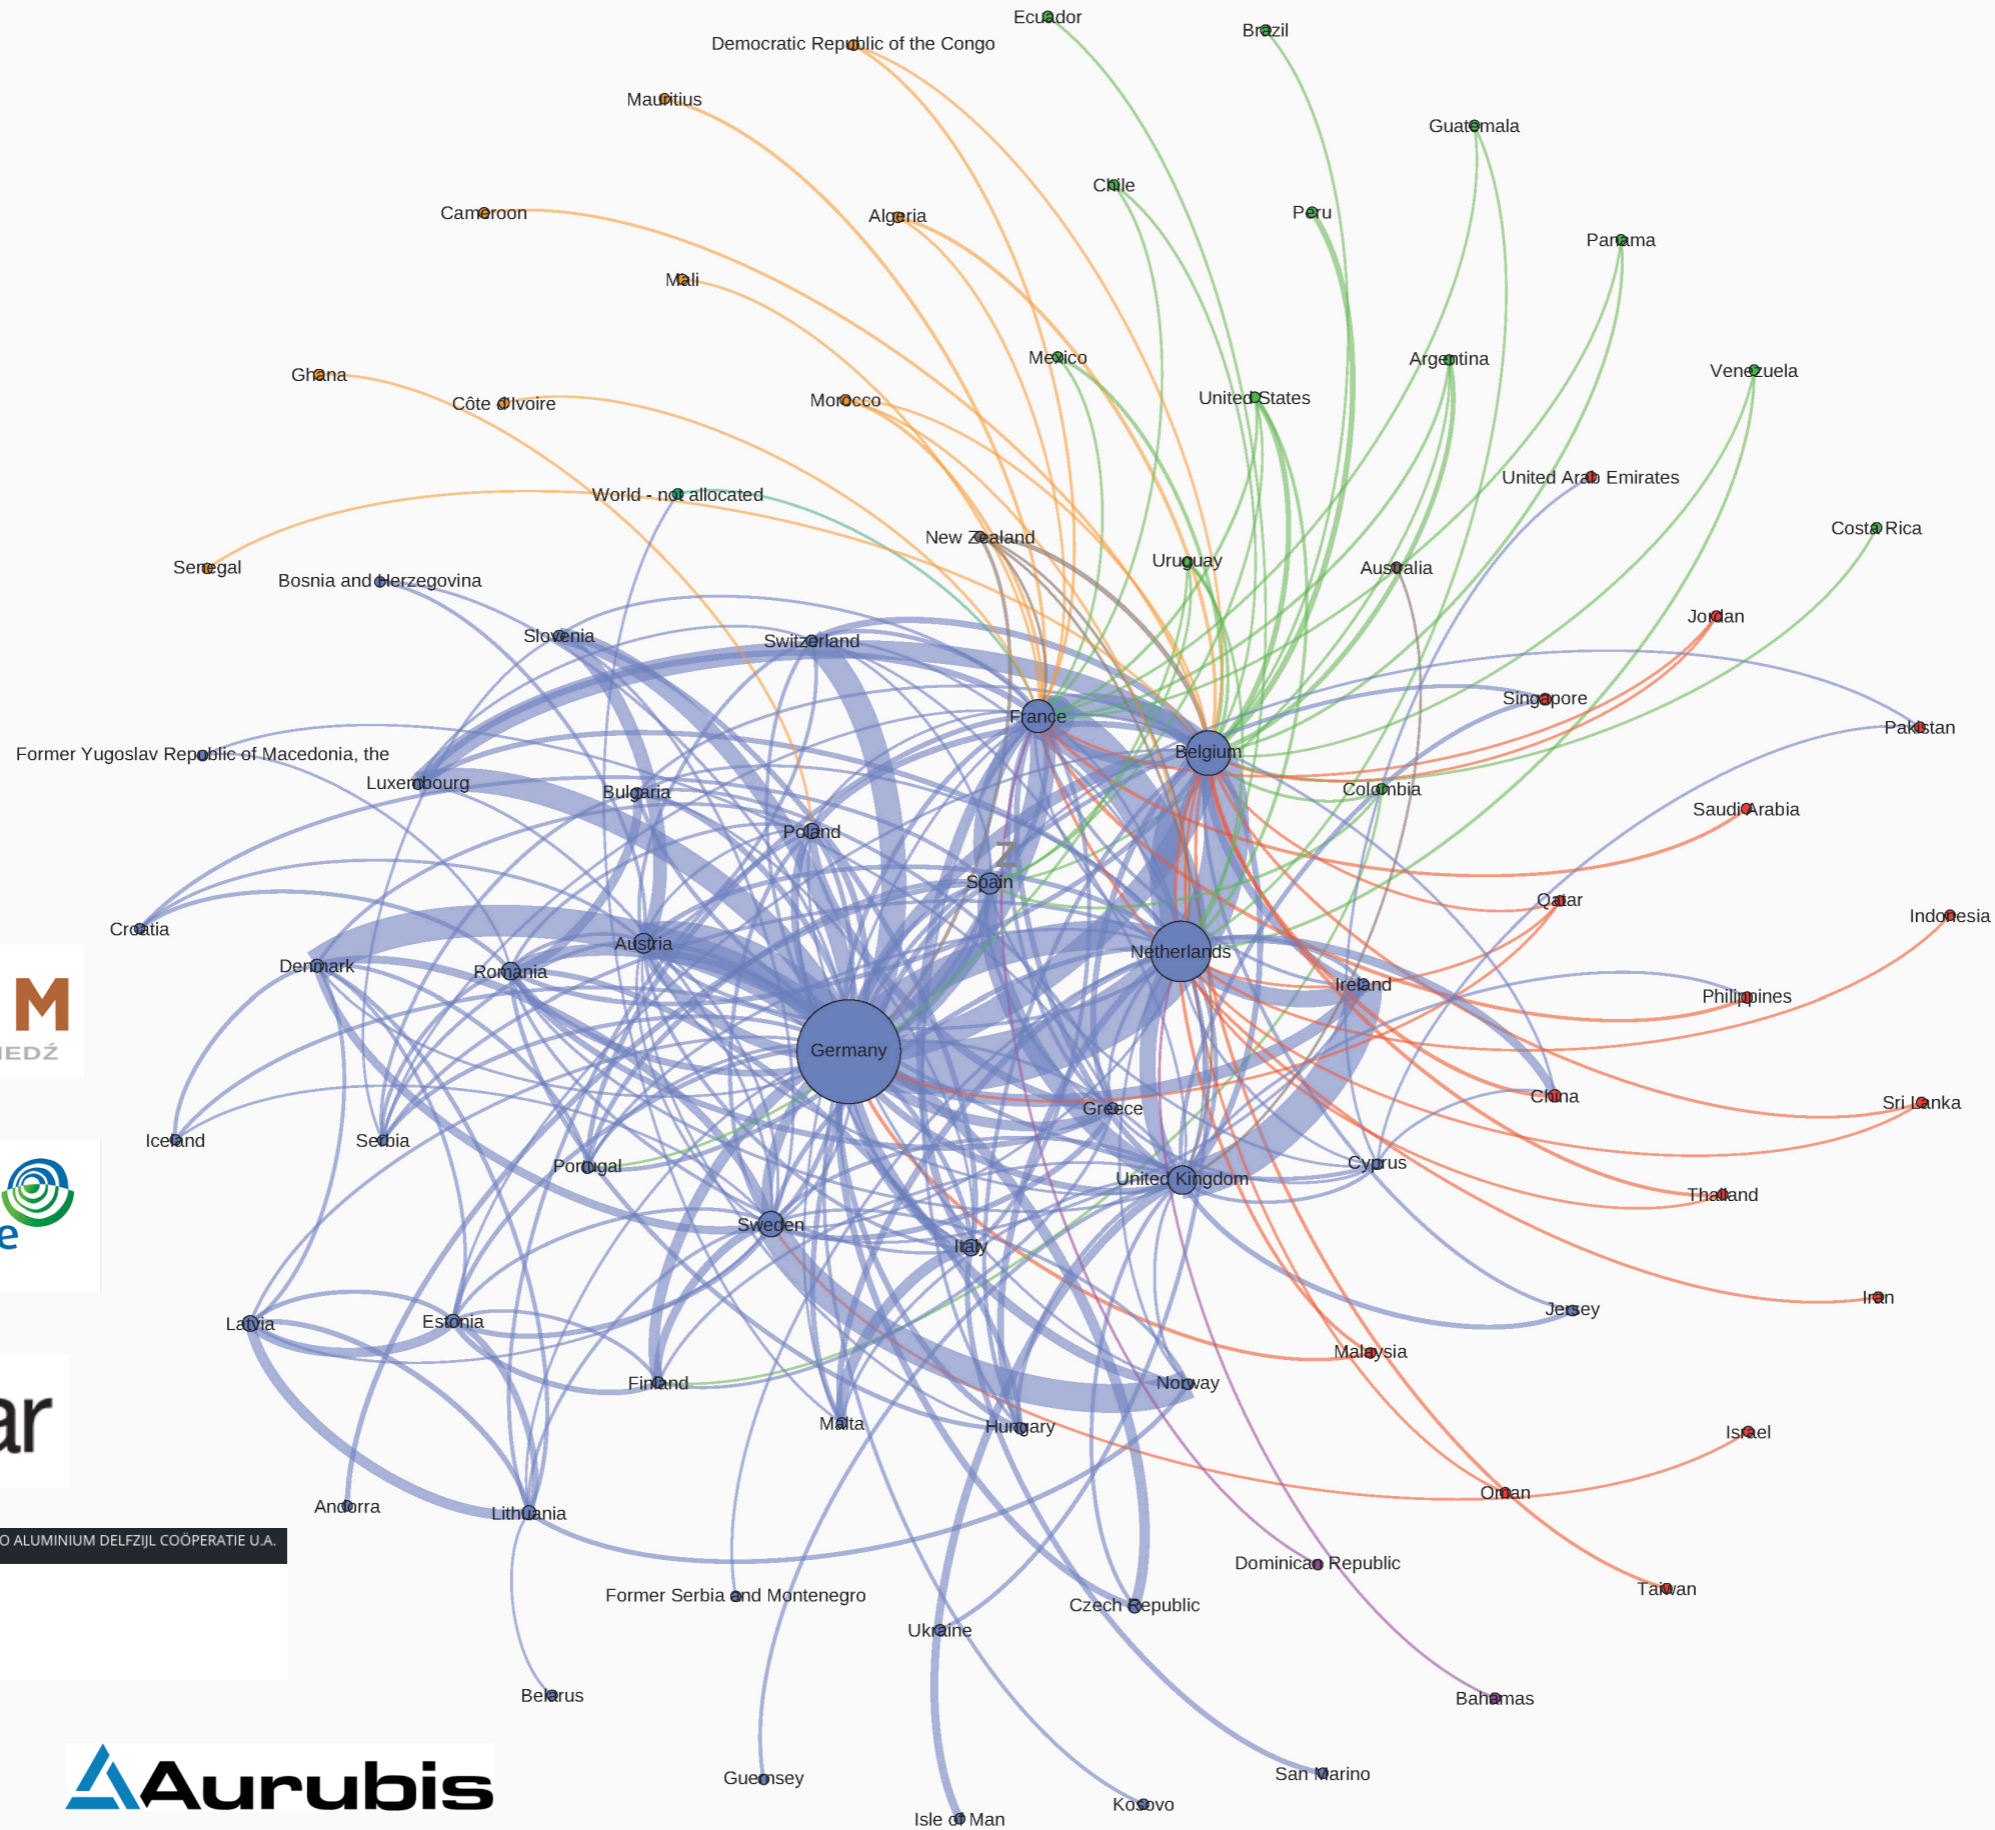 Ecuador
Brazil
Democratic Republic of the Congo
Mauritius
Guatemala
Chile
Peru
Cameroon
Algeria
Panama
Mali
Mexico
Argentina
Venezuela
Ghana
United States
Côte d'Ivoire
Morocco
United Arab Emirates
World - not allocated
Costa Rica
New Zealand
Uruguay
Australia
Senegal
Bosnia and Herzegovina
Jordan
Slovenia
Switzerland
Singapore
France
Pakistan
Belgium
Former Yugoslav Republic of Macedonia, the
Luxembourg
Bulgaria
Colombia
Saudi Arabia
Poland
Z
Spain
Qatar
Indonesia
Croatia
Austria
Netherlands
Denmark
Romania
Ireland
Philippines
M
IEDŹ
Germany
China
Sri Lanka
Greece
Iceland
Serbia
Portugal
Cyprus
United Kingdom
Thailand
Sweden
e
Italy
Iran
Jersey
Latvia
Estonia
Malaysia
Finland
Norway
ar
Malta
Hungary
Israel
Oman
Andorra
Lithuania
O ALUMINIUM DELFZIJL COÖPERATIE U.A.
Dominican Republic
Taiwan
Former Serbia and Montenegro
Czech Republic
Ukraine
Belarus
Bahamas
Aurubis
Guernsey
San Marino
Kosovo
Isle of Man